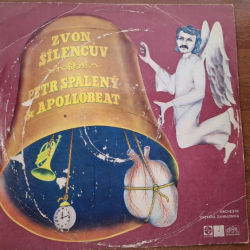 ZVON
ŠÍLENCŮV
PETR SPÁLENÝ
& APOLLOBEAT